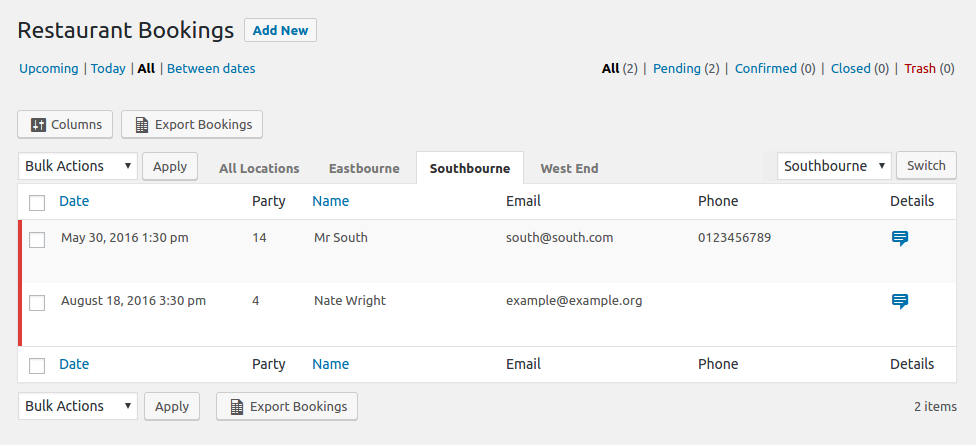 Restaurant Bookings Add New
Upcoming | Today | All | Between dates All (2) | Pending (2) | Confirmed (0) | Closed (0) | Trash (0)
Columns Export Bookings
Bulk Actions Apply All Locations Eastbourne Southbourne West End Southbourne Switch
Date Party Name Email Phone Details
May 30, 2016 1:30 pm 14 Mr South south@south.com 0123456789
August 18, 2016 3:30 pm 4 Nate Wright example@example.org
Date Party Name Email Phone Details
Bulk Actions Apply Export Bookings 2 items